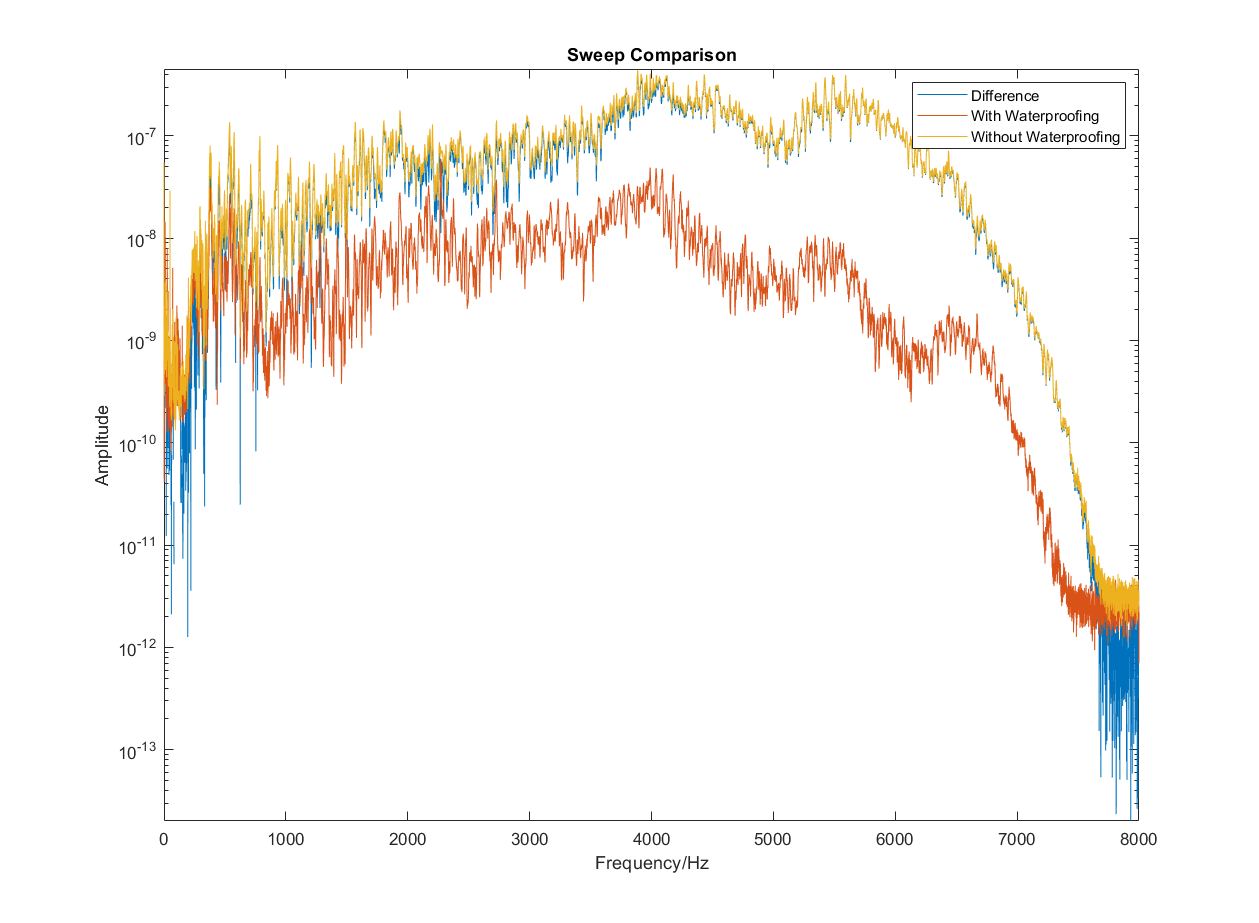 Sweep Comparison
Difference
With Waterproofing
Without Waterproofing
10^-7
10^-8
10^-9
10^-10
10^-11
10^-12
10^-13
Amplitude
0 1000 2000 3000 4000 5000 6000 7000 8000
Frequency/Hz